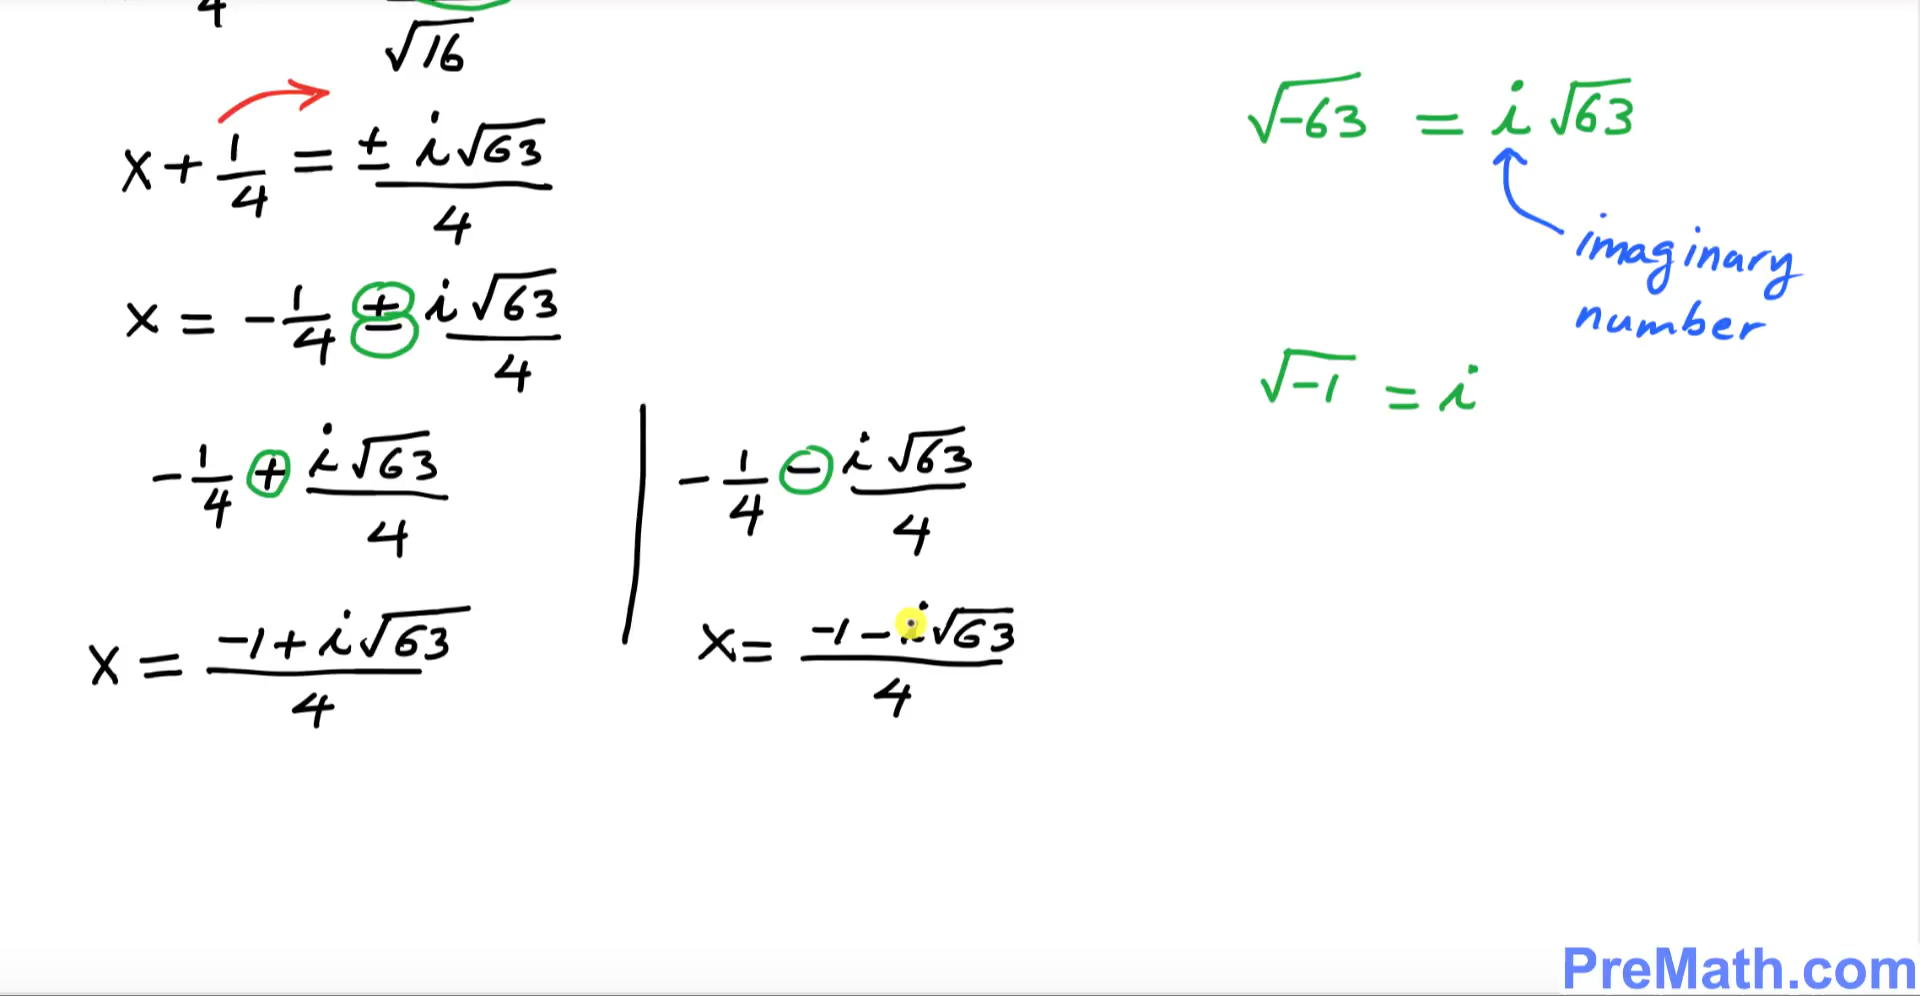 4
√16
x + 1/4 = ± i√63/4
x = -1/4 ± i√63/4
-1/4 + i√63/4
x = (-1 + i√63)/4
-1/4 - i√63/4
x = (-1 - i√63)/4
√-63 = i√63
imaginary
number
√-1 = i
PreMath.com